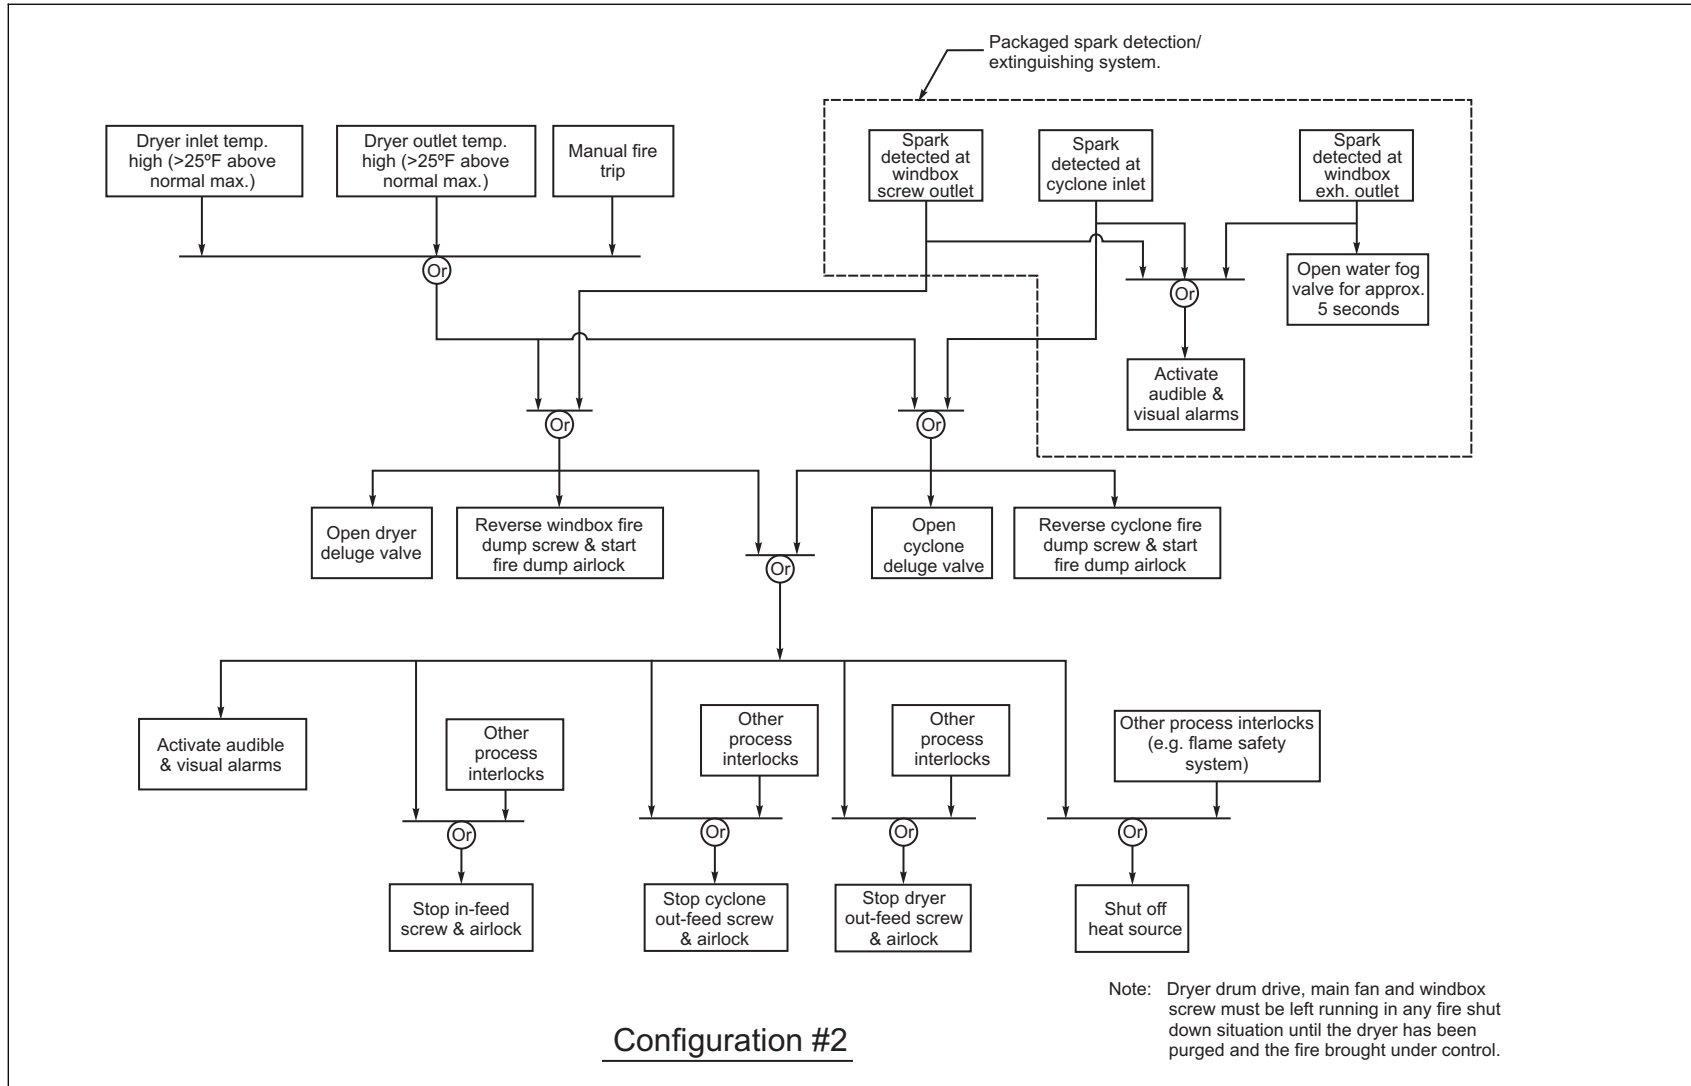 Packaged spark detection/
extinguishing system.
Dryer inlet temp.
high (>25ºF above
normal max.)
Dryer outlet temp.
high (>25ºF above
normal max.)
Manual fire
trip
Spark
detected at
windbox
screw outlet
Spark
detected at
cyclone inlet
Spark
detected at
windbox
exh. outlet
Or
Or
Open water fog
valve for approx.
5 seconds
Activate
audible &
visual alarms
Or
Or
Open dryer
deluge valve
Reverse windbox fire
dump screw & start
fire dump airlock
Or
Open
cyclone
deluge valve
Reverse cyclone fire
dump screw & start
fire dump airlock
Activate audible
& visual alarms
Other
process
interlocks
Other
process
interlocks
Other
process
interlocks
Other process interlocks
(e.g. flame safety
system)
Or
Or
Or
Or
Stop in-feed
screw & airlock
Stop cyclone
out-feed screw
& airlock
Stop dryer
out-feed screw
& airlock
Shut off
heat source
Note: Dryer drum drive, main fan and windbox
screw must be left running in any fire shut
down situation until the dryer has been
purged and the fire brought under control.
Configuration #2